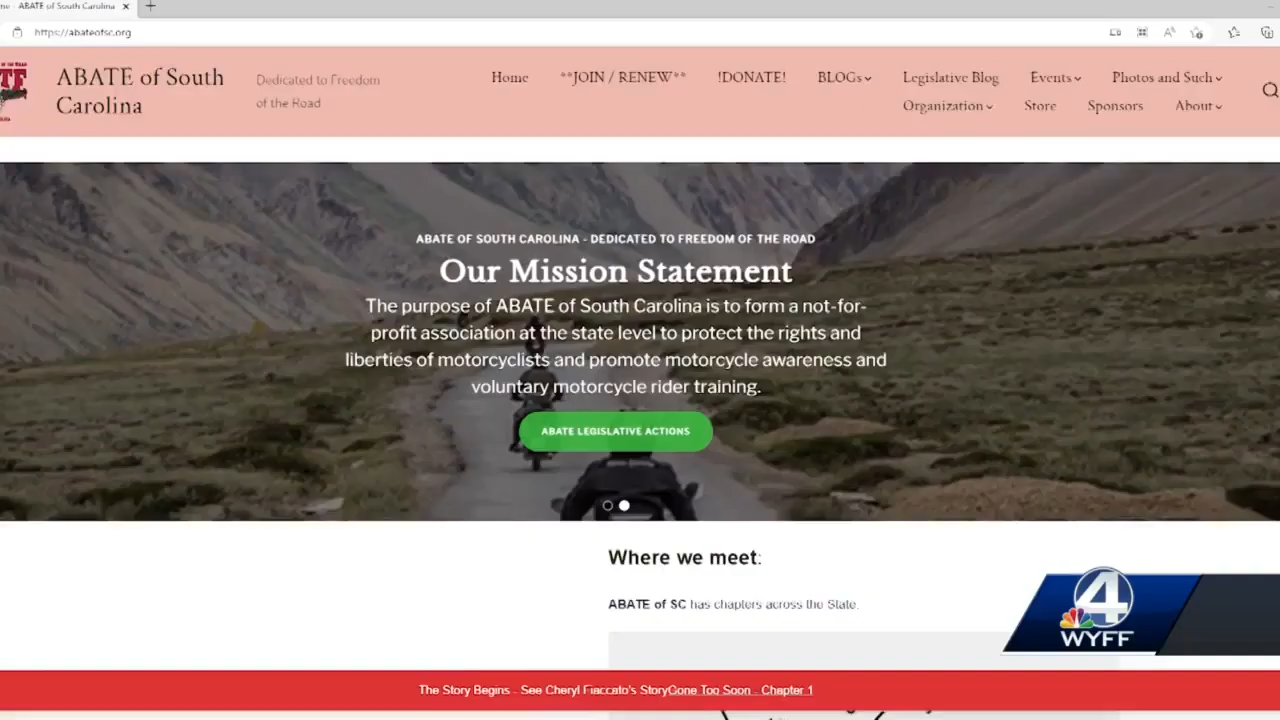 ABATE of South Carolina
https://abateofsc.org
ABATE of South
Carolina
Dedicated to Freedom
of the Road
Home
**JOIN / RENEW**
!DONATE!
BLOGs
Legislative Blog
Events
Photos and Such
Organization
Store
Sponsors
About
ABATE OF SOUTH CAROLINA - DEDICATED TO FREEDOM OF THE ROAD
Our Mission Statement
The purpose of ABATE of South Carolina is to form a not-for-
profit association at the state level to protect the rights and
liberties of motorcyclists and promote motorcycle awareness and
voluntary motorcycle rider training.
ABATE LEGISLATIVE ACTIONS
Where we meet:
ABATE of SC has chapters across the State.
4
WYFF
The Story Begins - See Cheryl Fiaccato's StoryGone Too Soon - Chapter 1